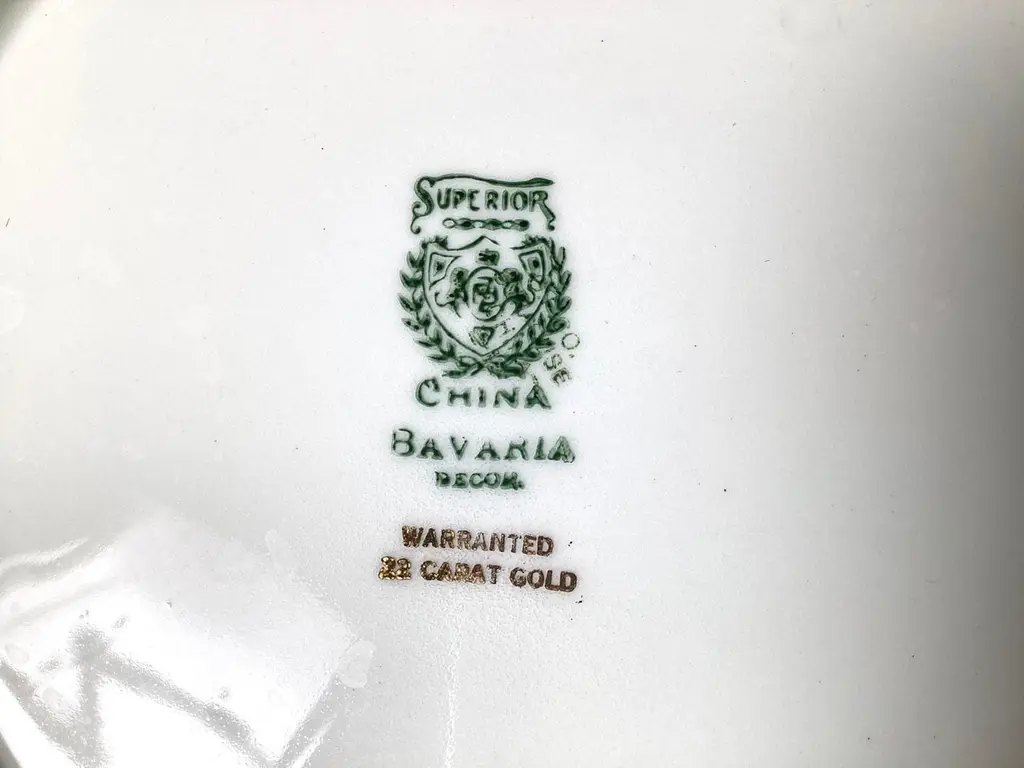 SUPERIOR
CHINA
BAVARIA
DECOR.
WARRANTED
22 CARAT GOLD